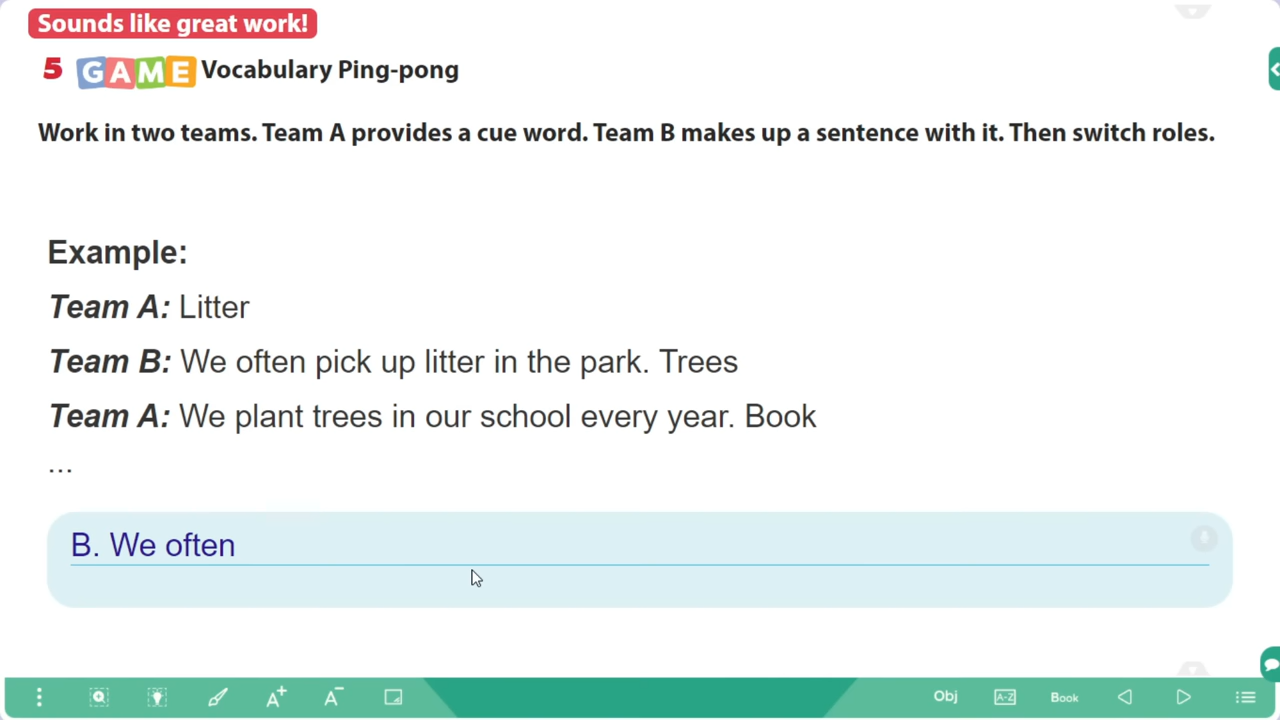 Sounds like great work!
5 GAME Vocabulary Ping-pong
Work in two teams. Team A provides a cue word. Team B makes up a sentence with it. Then switch roles.
Example:
Team A: Litter
Team B: We often pick up litter in the park. Trees
Team A: We plant trees in our school every year. Book
...
B. We often
A+ A- Obj A-Z Book